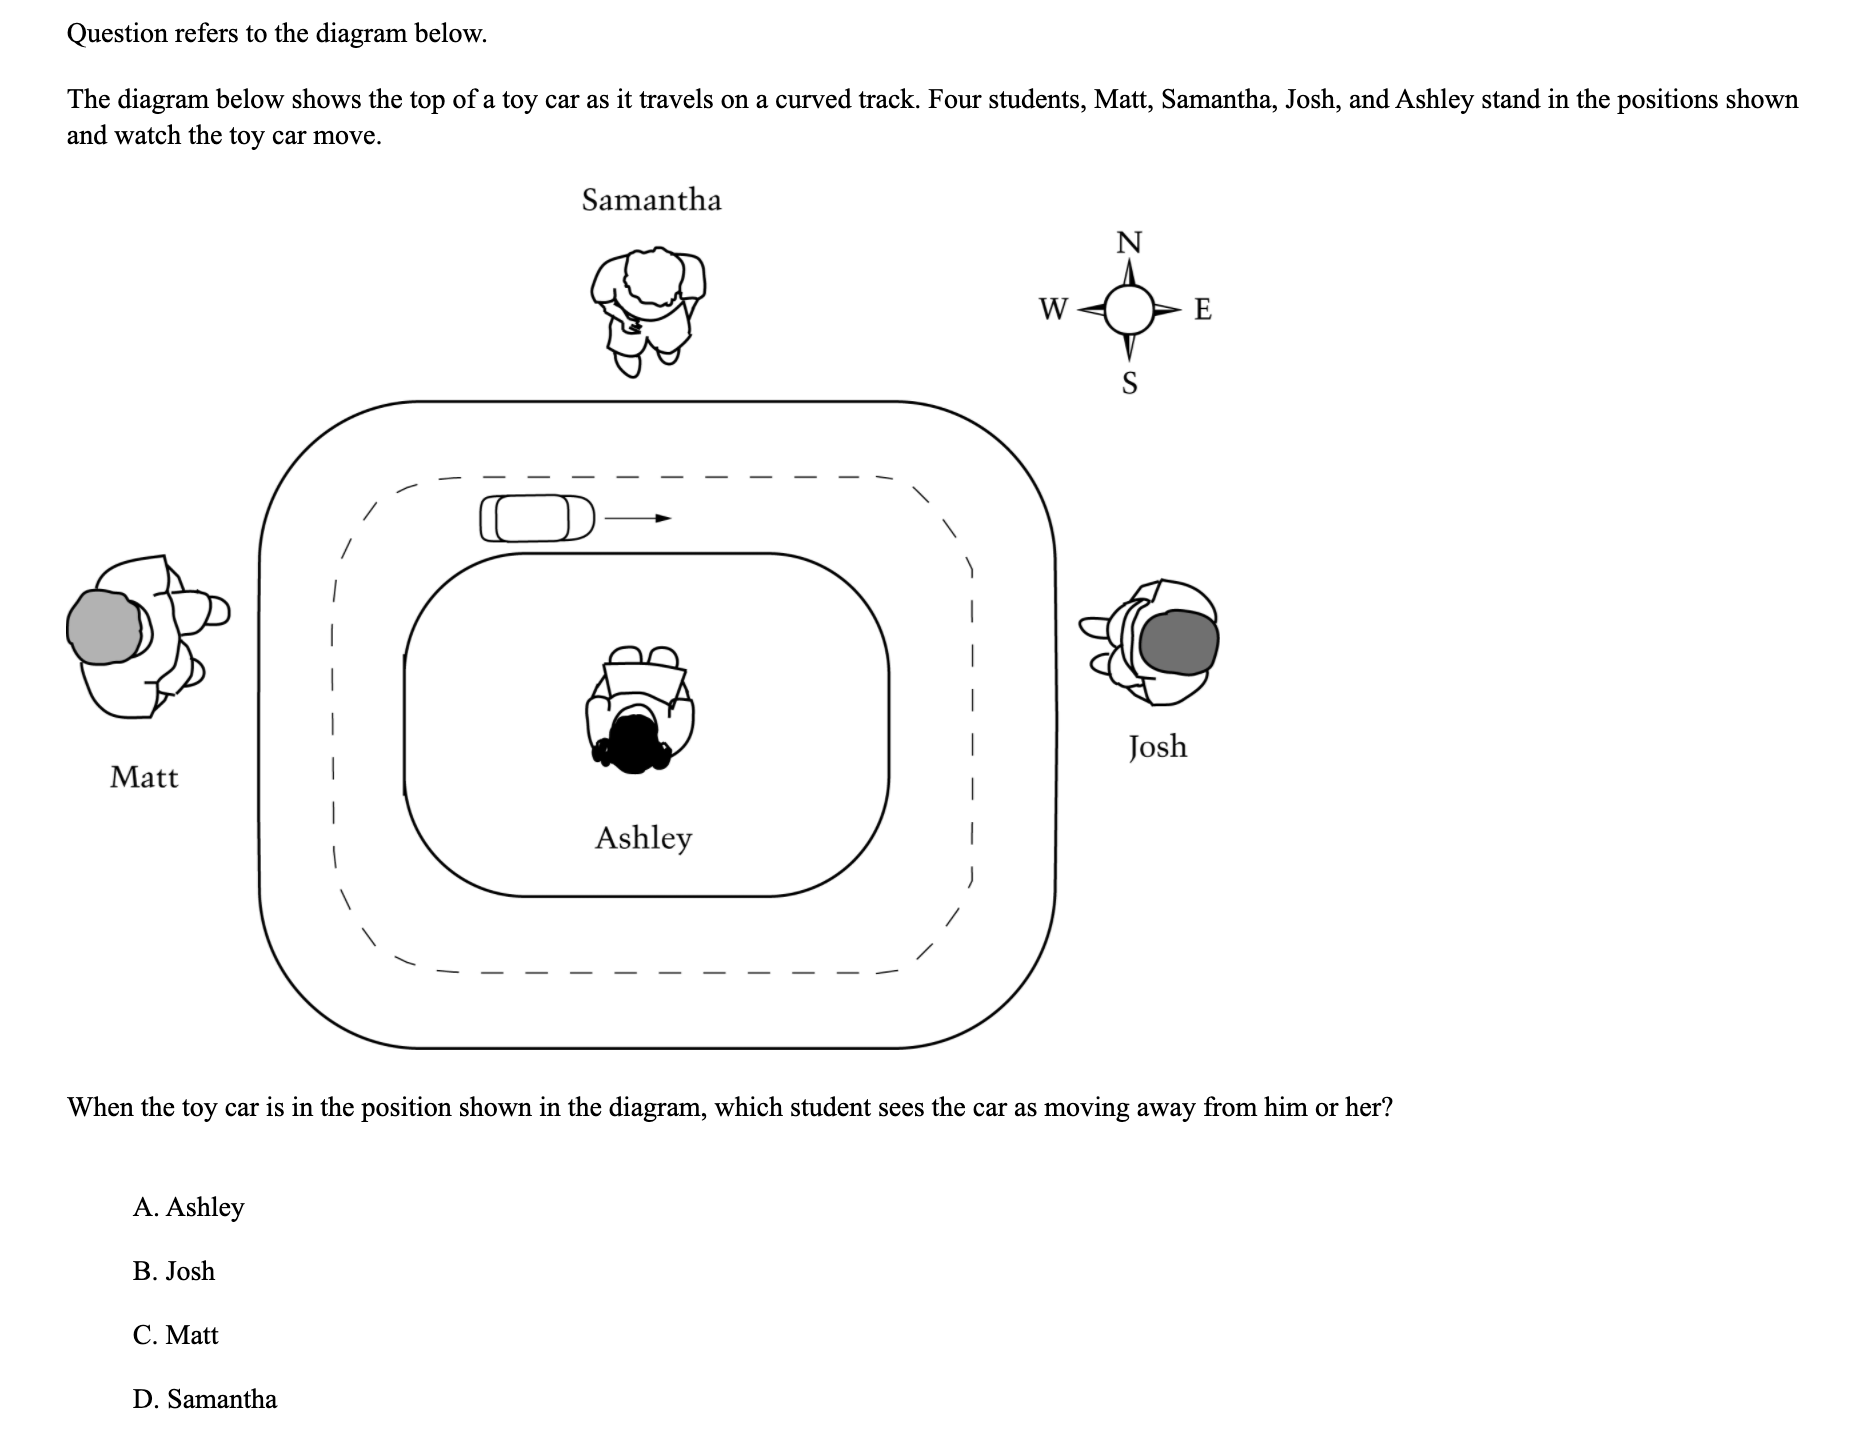 Question refers to the diagram below.
The diagram below shows the top of a toy car as it travels on a curved track. Four students, Matt, Samantha, Josh, and Ashley stand in the positions shown
and watch the toy car move.
Samantha
N
W
E
S
Josh
Matt
Ashley
When the toy car is in the position shown in the diagram, which student sees the car as moving away from him or her?
A. Ashley
B. Josh
C. Matt
D. Samantha